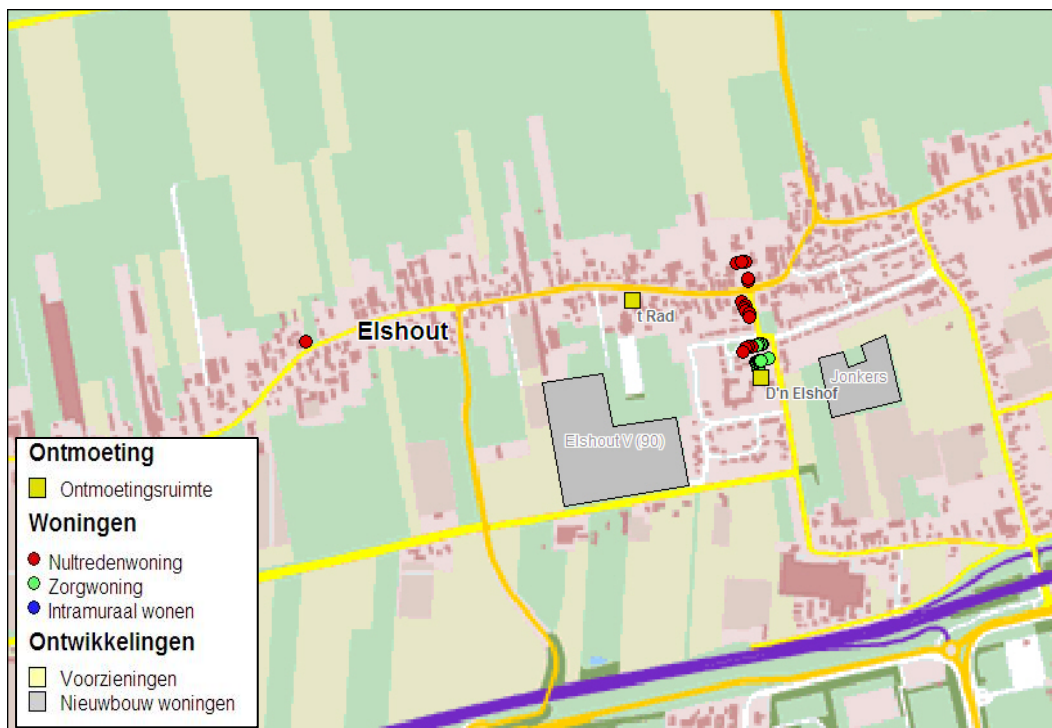 Elshout
t Rad
D'n Elshof
Jonkers
Elshout V (90)
Ontmoeting
Ontmoetingsruimte
Woningen
Nultredenwoning
Zorgwoning
Intramuraal wonen
Ontwikkelingen
Voorzieningen
Nieuwbouw woningen